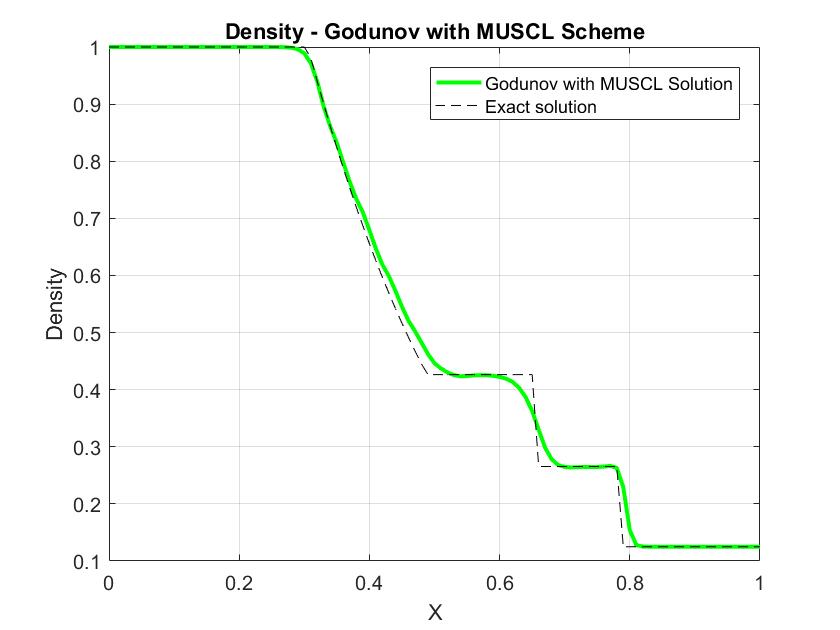 Density - Godunov with MUSCL Scheme
Godunov with MUSCL Solution
Exact solution
Density
1
0.9
0.8
0.7
0.6
0.5
0.4
0.3
0.2
0.1
0 0.2 0.4 0.6 0.8 1
X